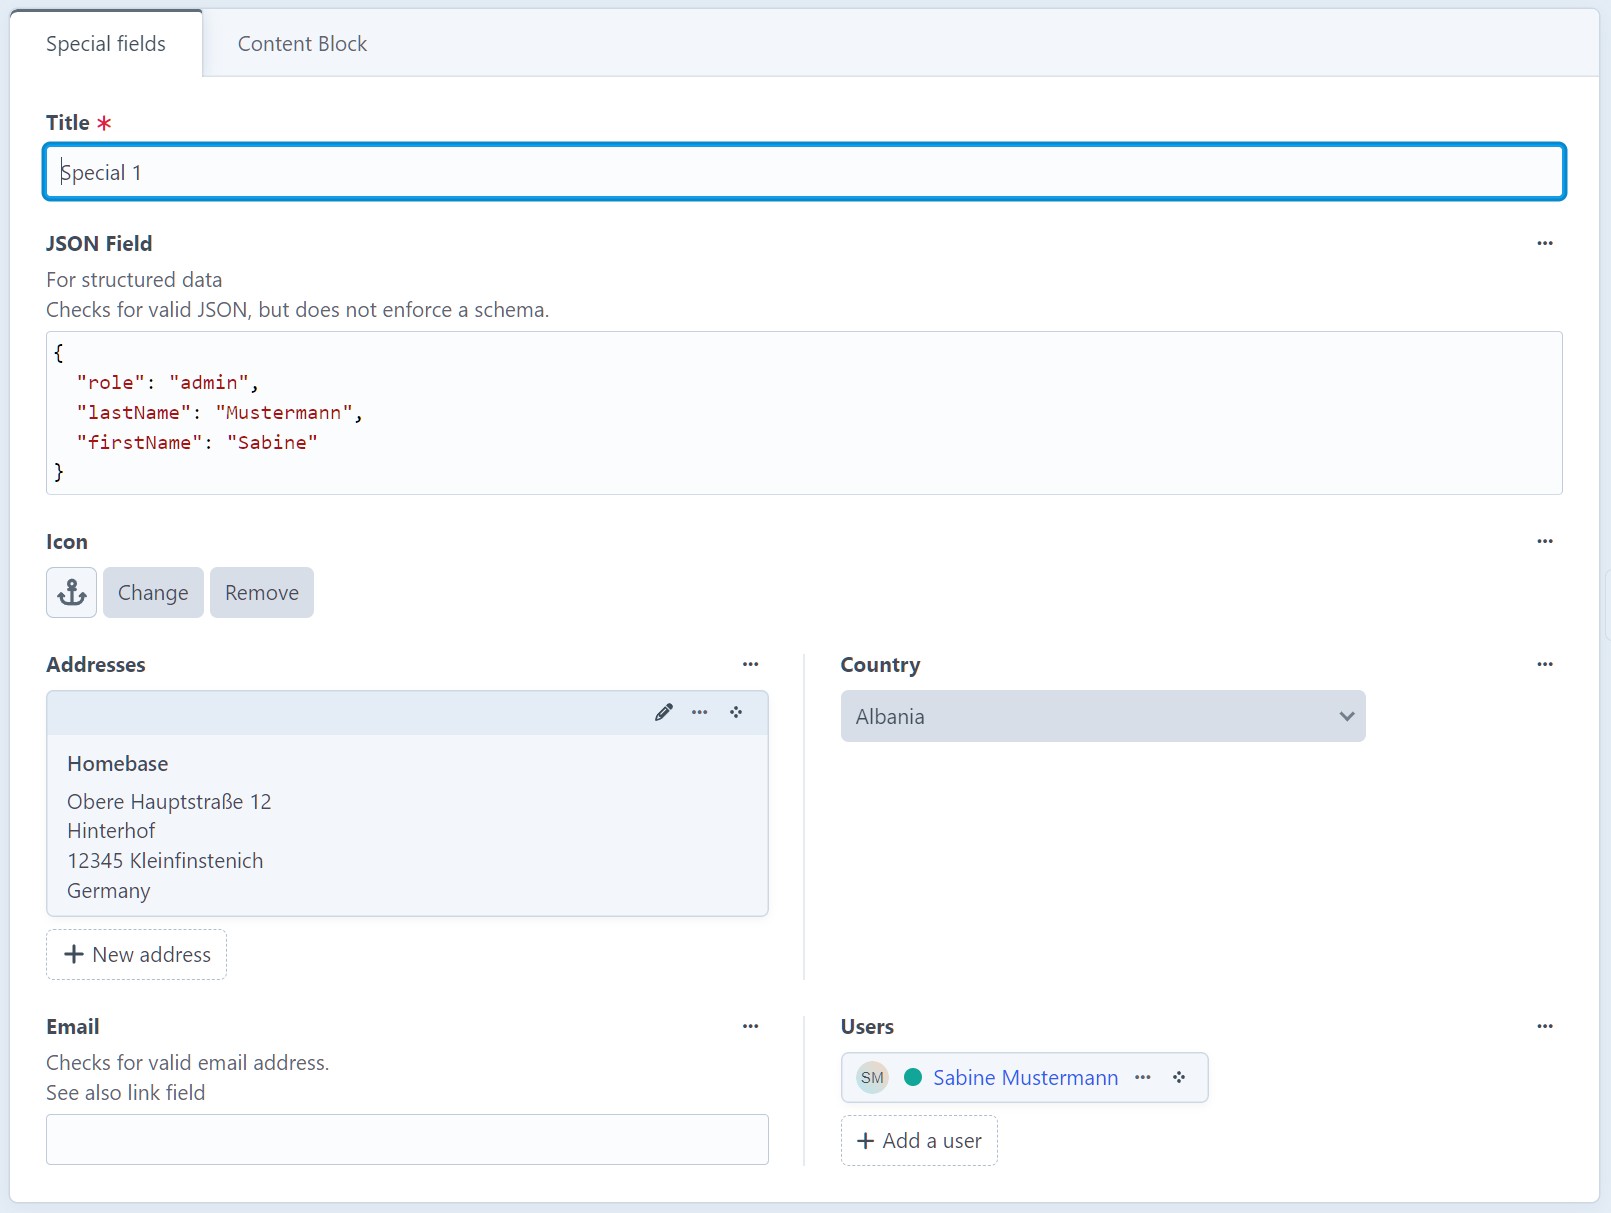 Special fields
Content Block
Title *
Special 1
JSON Field
For structured data
Checks for valid JSON, but does not enforce a schema.
{
"role": "admin",
"lastName": "Mustermann",
"firstName": "Sabine"
}
Icon
Change
Remove
Addresses
Homebase
Obere Hauptstraße 12
Hinterhof
12345 Kleinfinstenich
Germany
+ New address
Country
Albania
Email
Checks for valid email address.
See also link field
Users
SM
Sabine Mustermann
+ Add a user